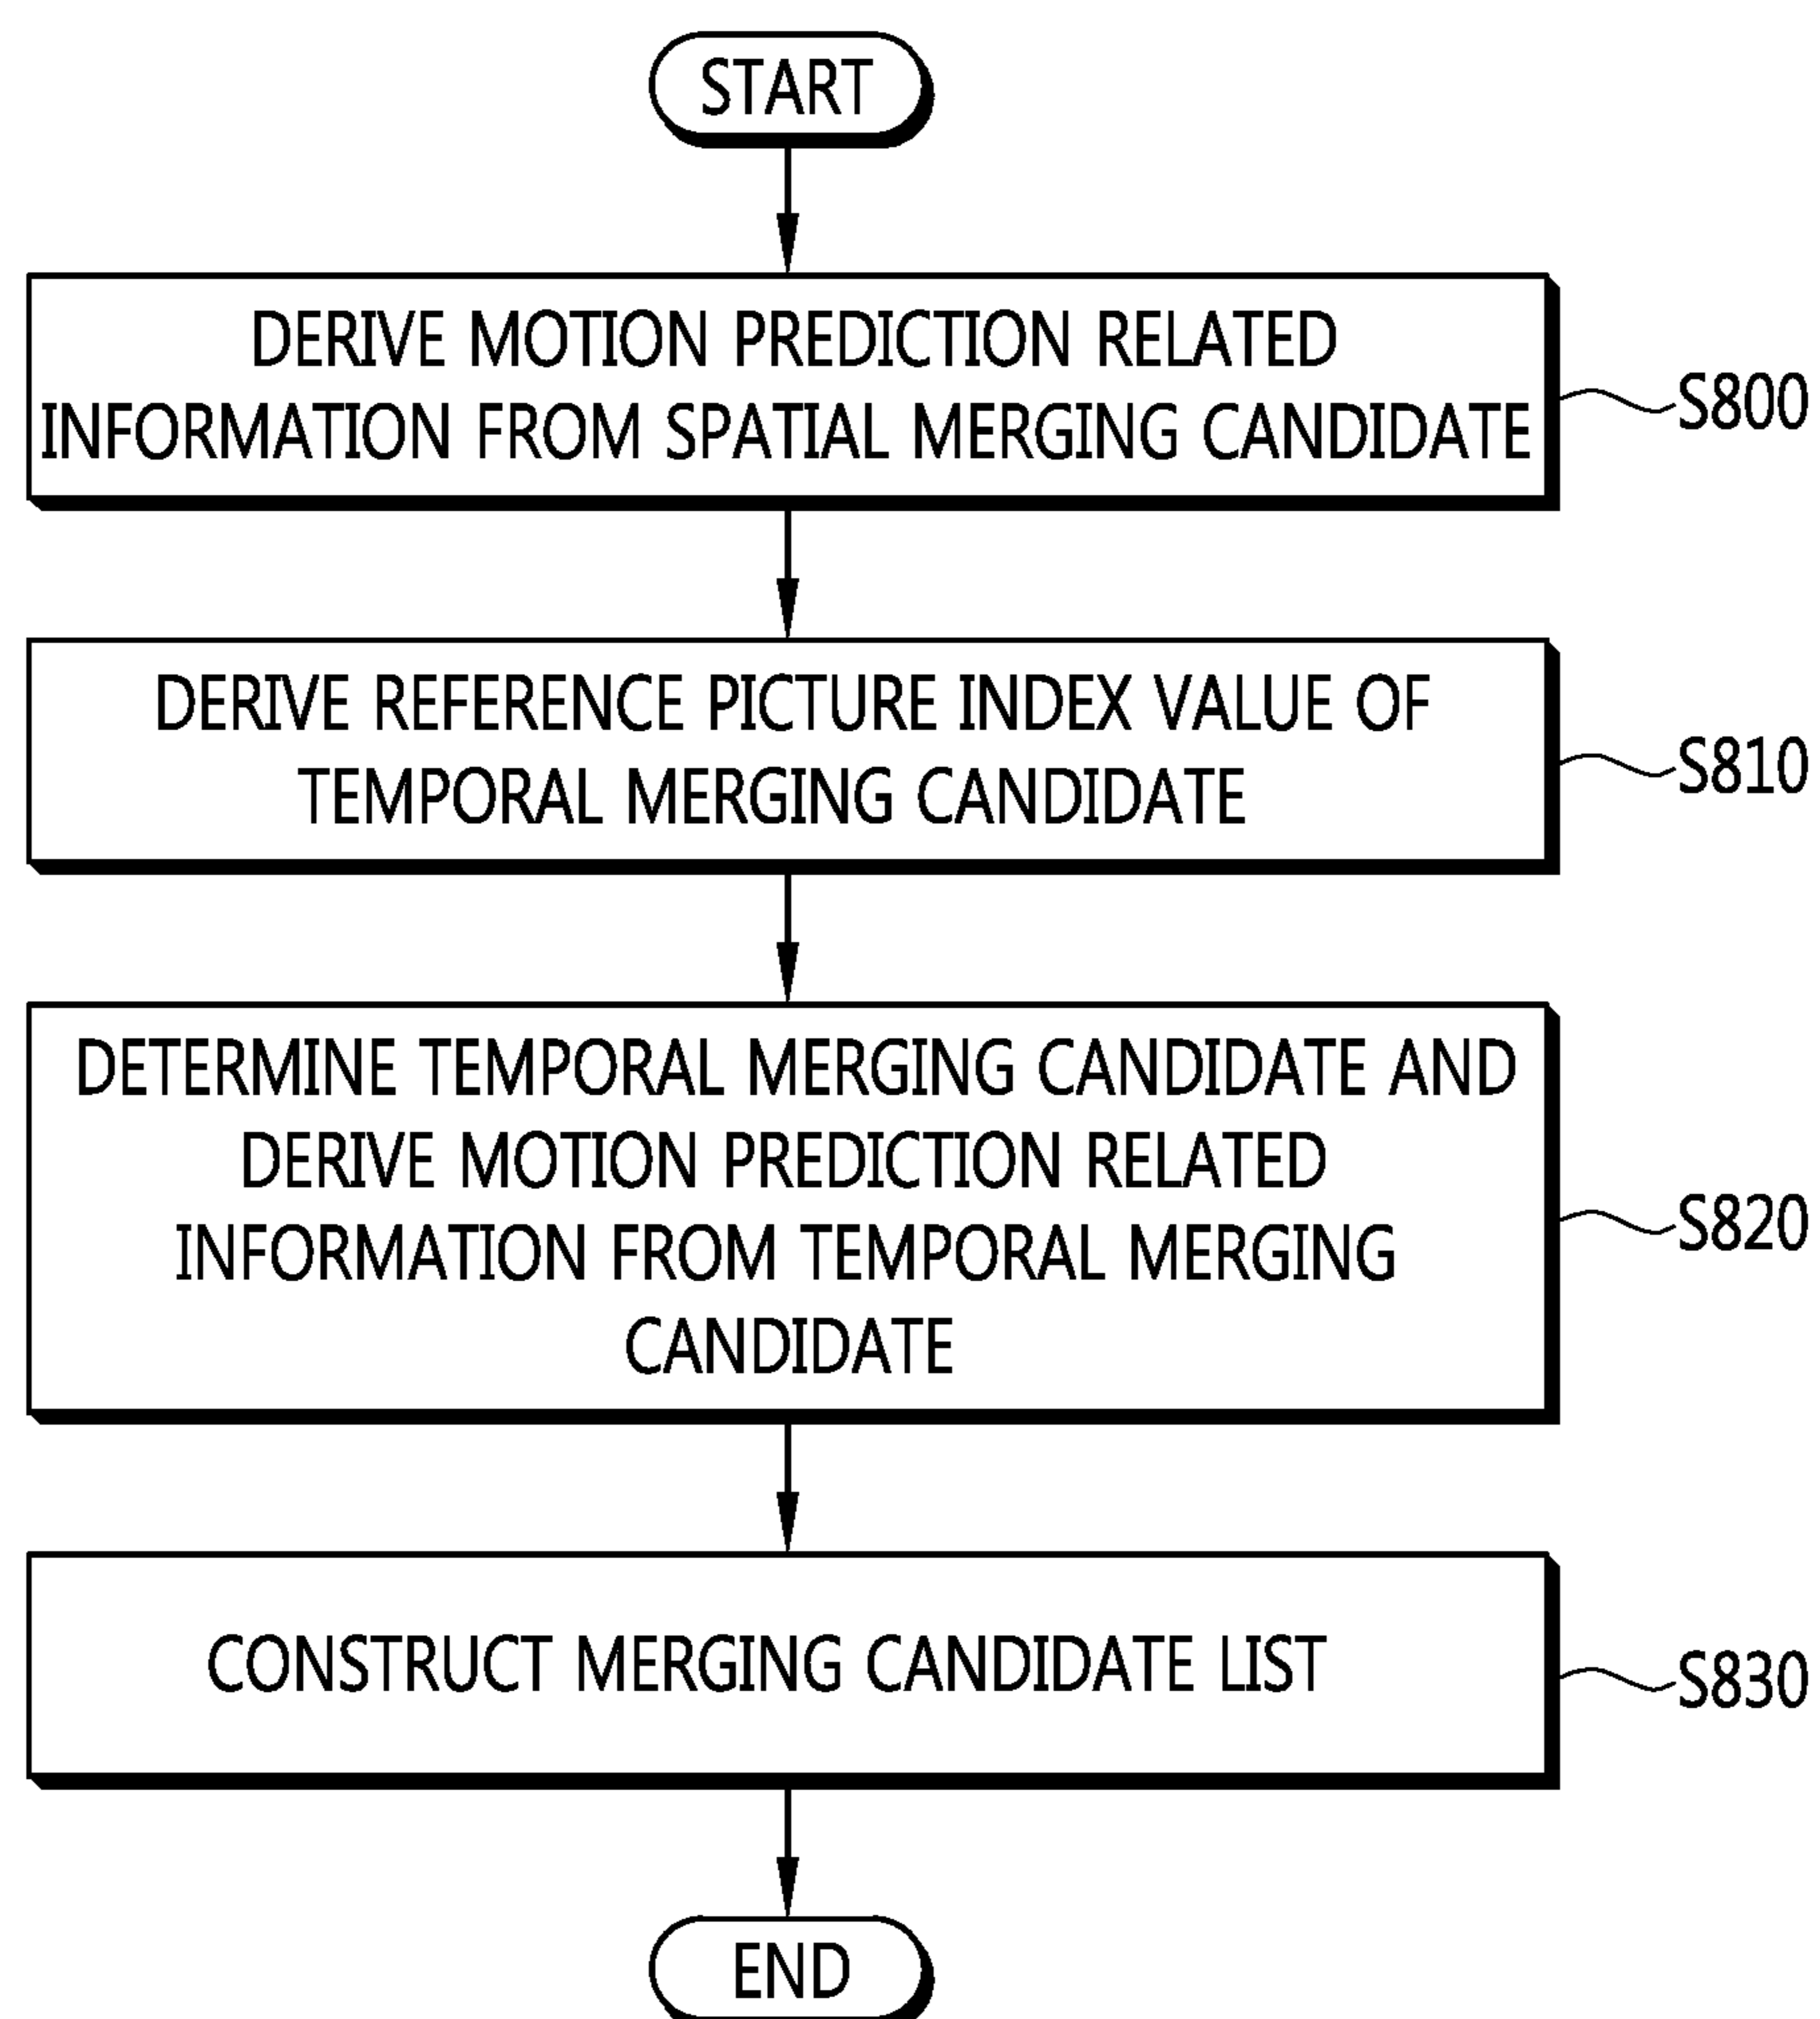 START
DERIVE MOTION PREDICTION RELATED
INFORMATION FROM SPATIAL MERGING CANDIDATE
S800
DERIVE REFERENCE PICTURE INDEX VALUE OF
TEMPORAL MERGING CANDIDATE
S810
DETERMINE TEMPORAL MERGING CANDIDATE AND
DERIVE MOTION PREDICTION RELATED
INFORMATION FROM TEMPORAL MERGING
CANDIDATE
S820
CONSTRUCT MERGING CANDIDATE LIST
S830
END